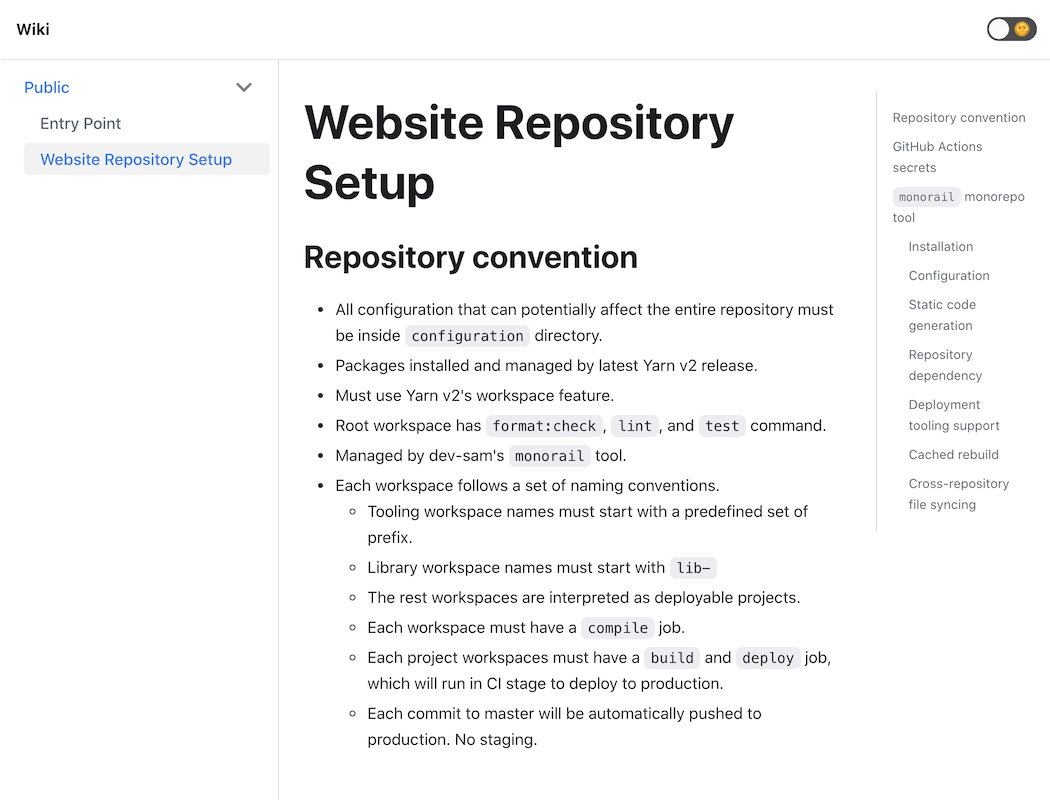 Wiki
Public
Entry Point
Website Repository Setup
Website Repository
Setup
Repository convention
All configuration that can potentially affect the entire repository must
be inside configuration directory.
Packages installed and managed by latest Yarn v2 release.
Must use Yarn v2's workspace feature.
Root workspace has format:check, lint, and test command.
Managed by dev-sam's monorail tool.
Each workspace follows a set of naming conventions.
Tooling workspace names must start with a predefined set of
prefix.
Library workspace names must start with lib-
The rest workspaces are interpreted as deployable projects.
Each workspace must have a compile job.
Each project workspaces must have a build and deploy job,
which will run in CI stage to deploy to production.
Each commit to master will be automatically pushed to
production. No staging.
Repository convention
GitHub Actions
secrets
monorail monorepo
tool
Installation
Configuration
Static code
generation
Repository
dependency
Deployment
tooling support
Cached rebuild
Cross-repository
file syncing